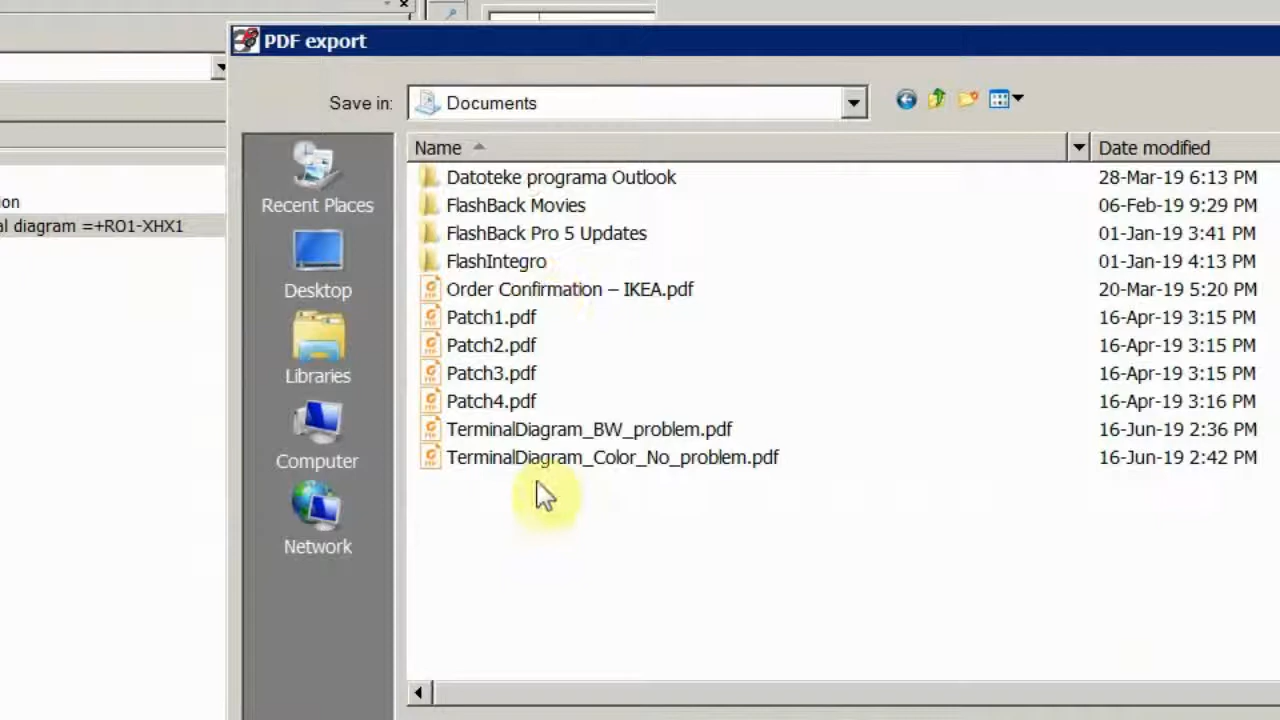 PDF export
Save in:
Documents
Name
Date modified
Datoteke programa Outlook
28-Mar-19 6:13 PM
FlashBack Movies
06-Feb-19 9:29 PM
FlashBack Pro 5 Updates
01-Jan-19 3:41 PM
FlashIntegro
01-Jan-19 4:13 PM
Order Confirmation – IKEA.pdf
20-Mar-19 5:20 PM
Patch1.pdf
16-Apr-19 3:15 PM
Patch2.pdf
16-Apr-19 3:15 PM
Patch3.pdf
16-Apr-19 3:15 PM
Patch4.pdf
16-Apr-19 3:16 PM
TerminalDiagram_BW_problem.pdf
16-Jun-19 2:36 PM
TerminalDiagram_Color_No_problem.pdf
16-Jun-19 2:42 PM
Recent Places
Desktop
Libraries
Computer
Network
ion
al diagram =+RO1-XHX1